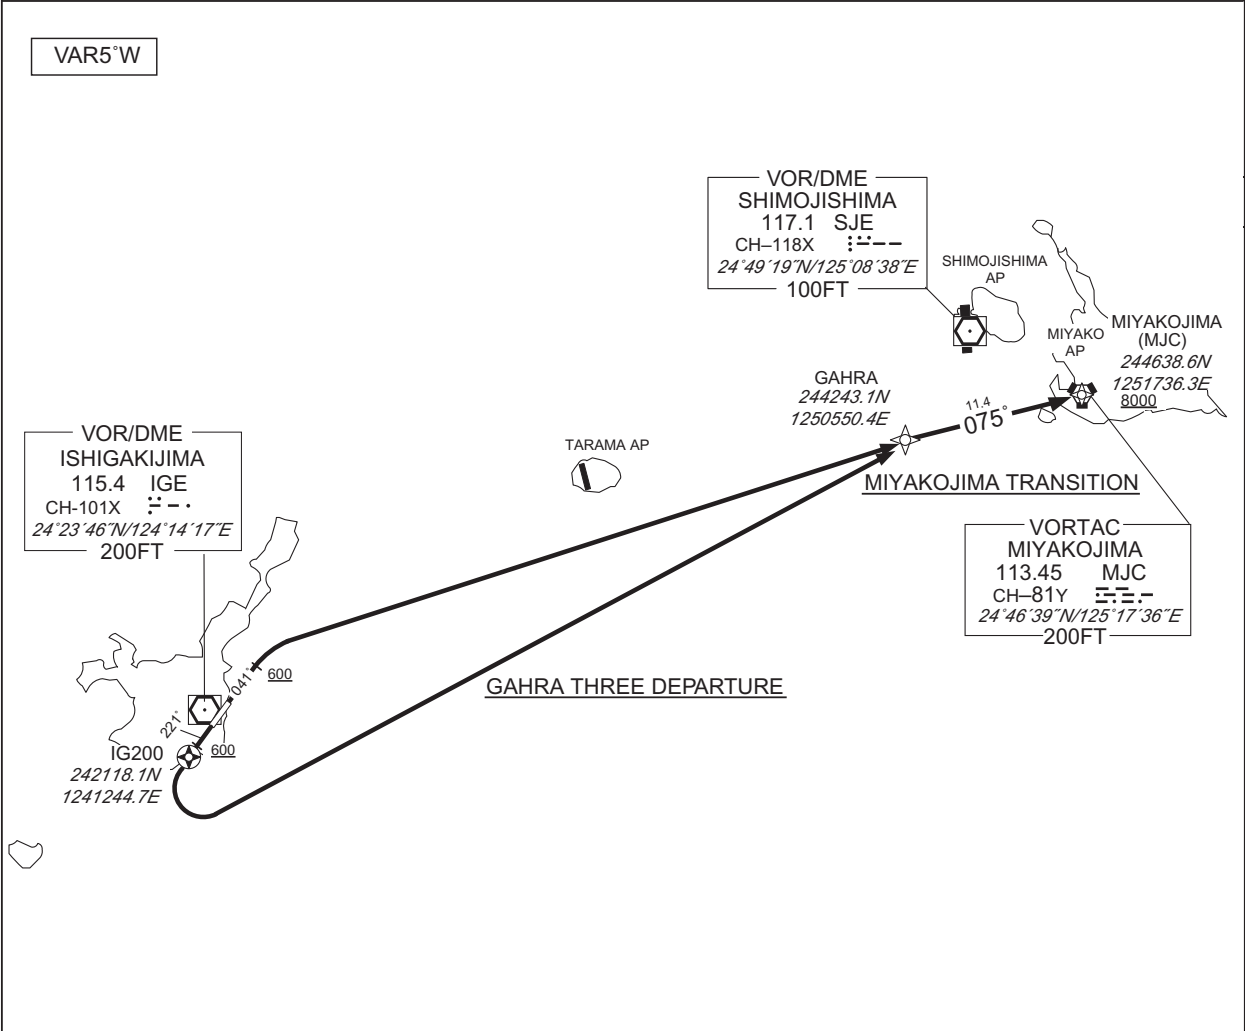 VAR5˚W
VOR/DME
SHIMOJISHIMA
117.1 SJE
CH–118X
24˚49´19˝N/125˚08´38˝E
100FT
SHIMOJISHIMA
AP
MIYAKO
AP
MIYAKOJIMA
(MJC)
244638.6N
1251736.3E
8000
GAHRA
244243.1N
1250550.4E
11.4
075˚
TARAMA AP
MIYAKOJIMA TRANSITION
VOR/DME
ISHIGAKIJIMA
115.4 IGE
CH-101X
24˚23´46˝N/124˚14´17˝E
200FT
VORTAC
MIYAKOJIMA
113.45 MJC
CH–81Y
24˚46´39˝N/125˚17´36˝E
200FT
041˚
600
GAHRA THREE DEPARTURE
221˚
600
IG200
242118.1N
1241244.7E